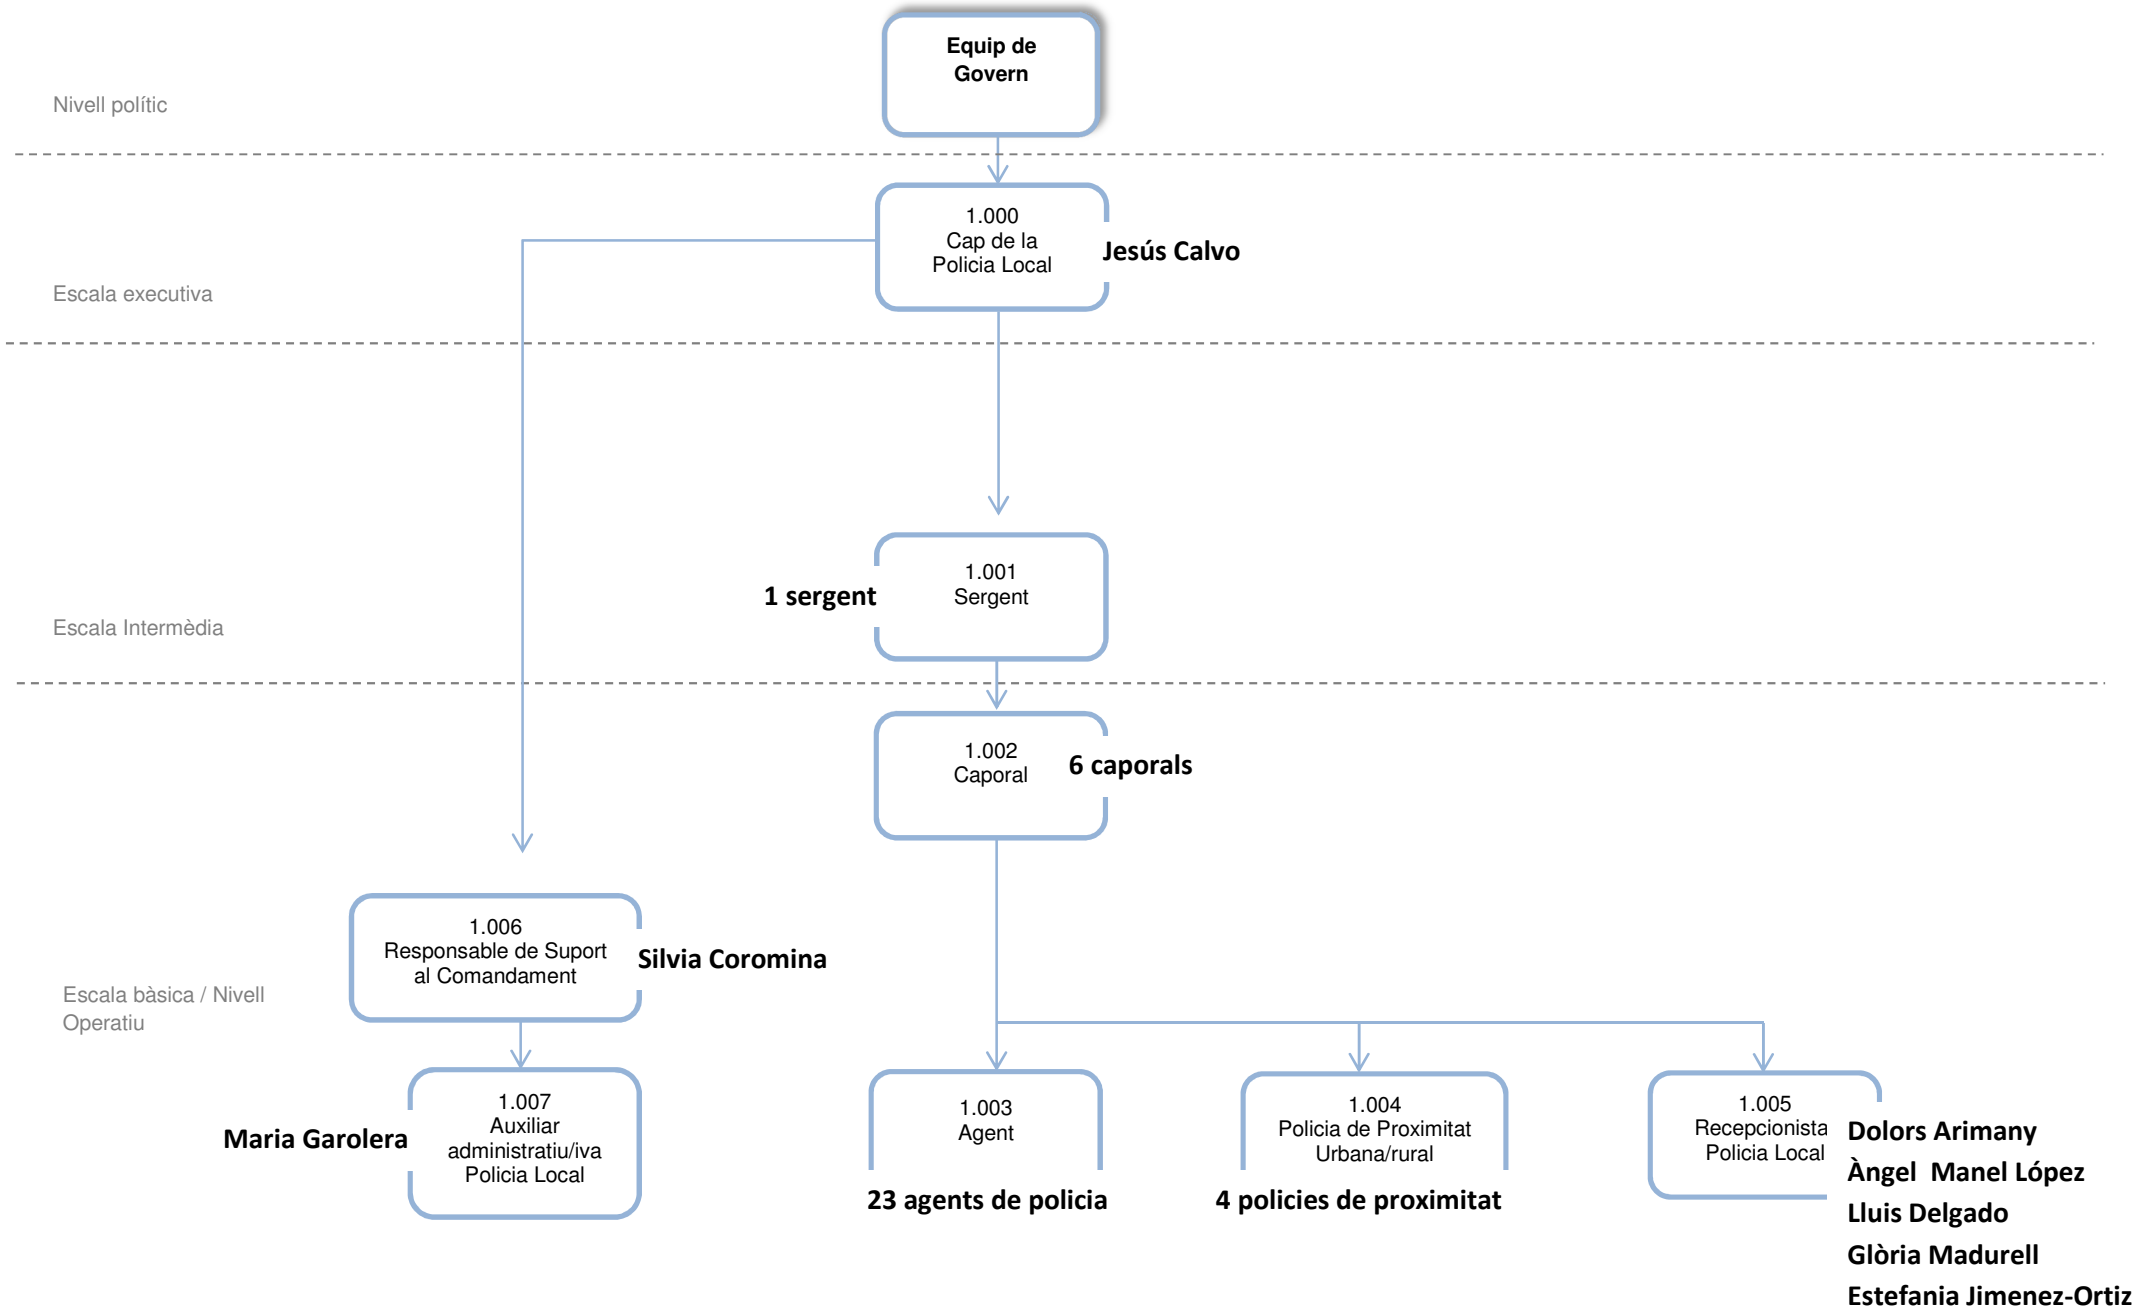 Equip de
Govern
Nivell polític
1.000
Cap de la
Policia Local
Jesús Calvo
Escala executiva
1.001
Sergent
1 sergent
Escala Intermèdia
1.002
Caporal
6 caporals
1.006
Responsable de Suport
al Comandament
Silvia Coromina
Escala bàsica / Nivell
Operatiu
1.007
Auxiliar
administratiu/iva
Policia Local
Maria Garolera
1.003
Agent
23 agents de policia
1.004
Policia de Proximitat
Urbana/rural
4 policies de proximitat
1.005
Recepcionista
Policia Local
Dolors Arimany
Àngel  Manel López
Lluis Delgado
Glòria Madurell
Estefania Jimenez-Ortiz